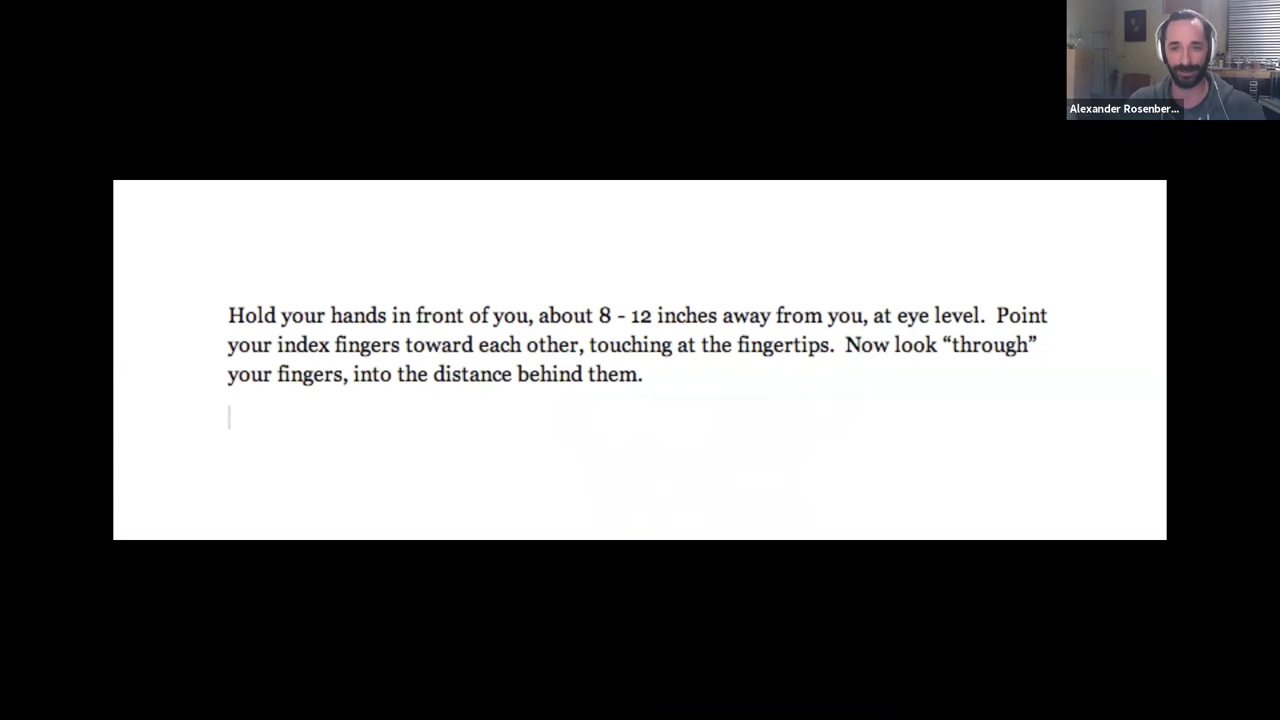 Alexander Rosenber...
Hold your hands in front of you, about 8 - 12 inches away from you, at eye level.  Point
your index fingers toward each other, touching at the fingertips.  Now look “through”
your fingers, into the distance behind them.